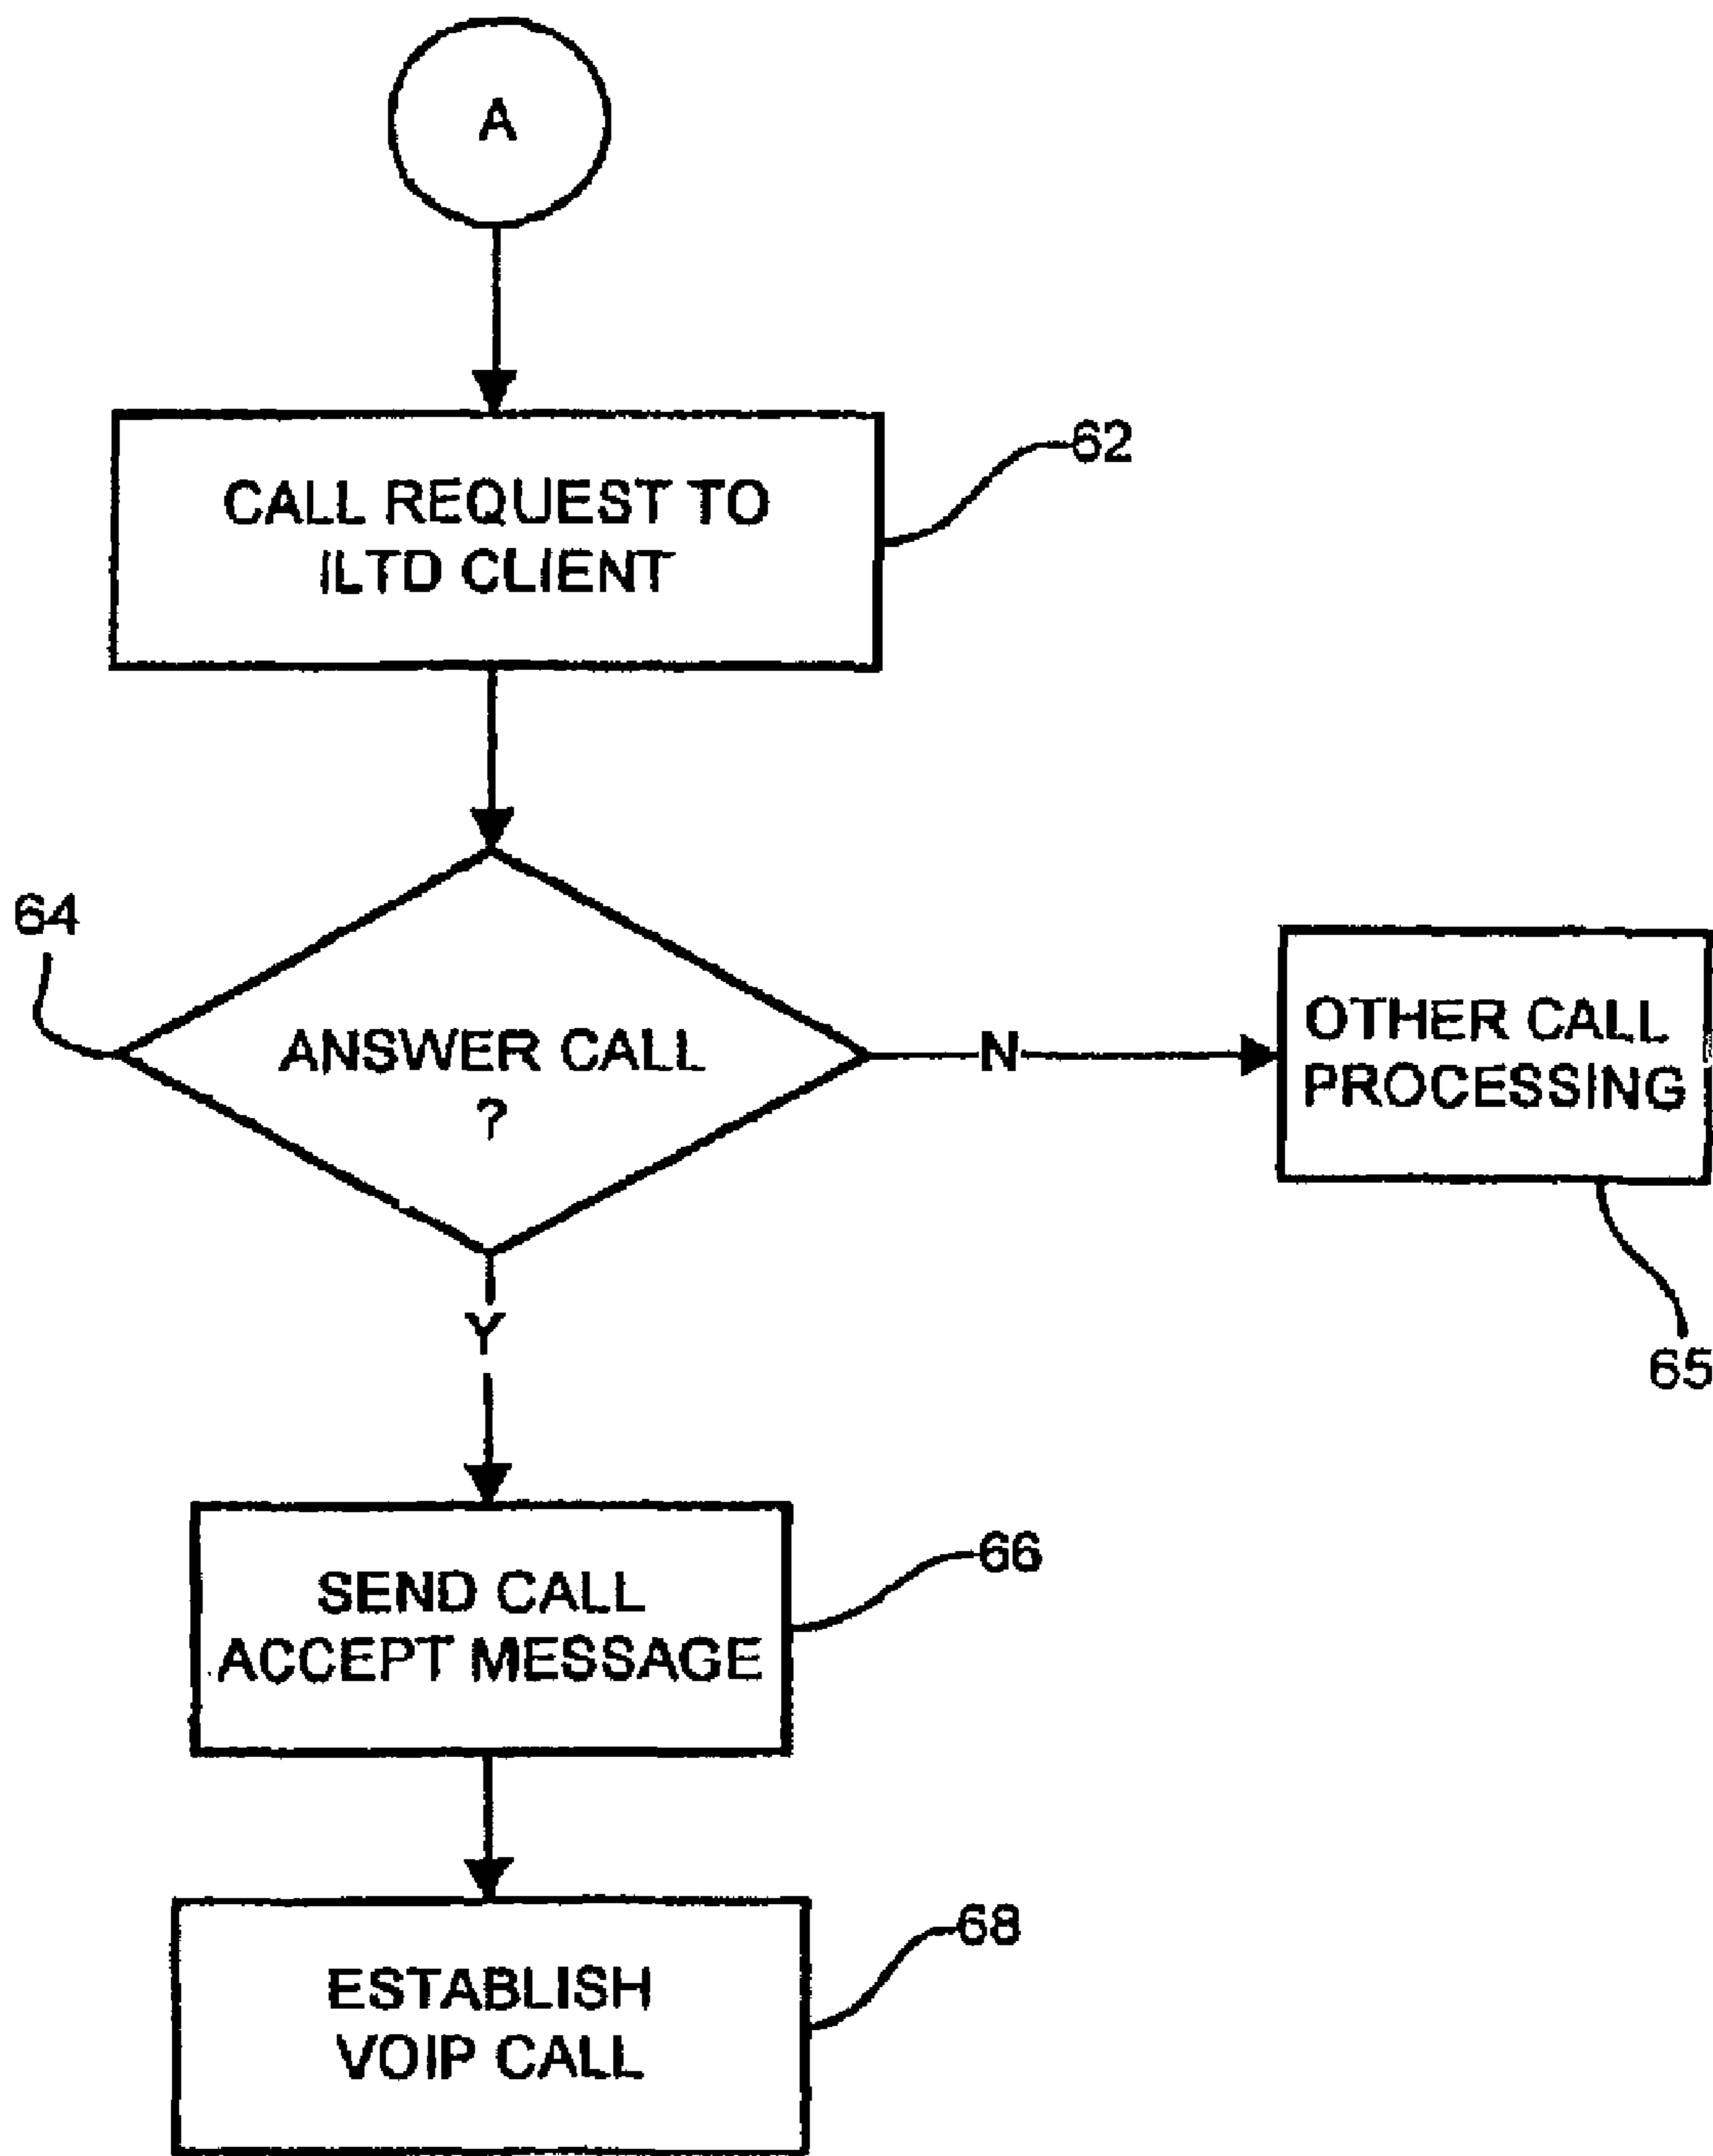 A
CALL REQUEST TO
ILTD CLIENT
62
64
ANSWER CALL
?
N
OTHER CALL
PROCESSING
65
Y
SEND CALL
ACCEPT MESSAGE
66
ESTABLISH
VOIP CALL
68